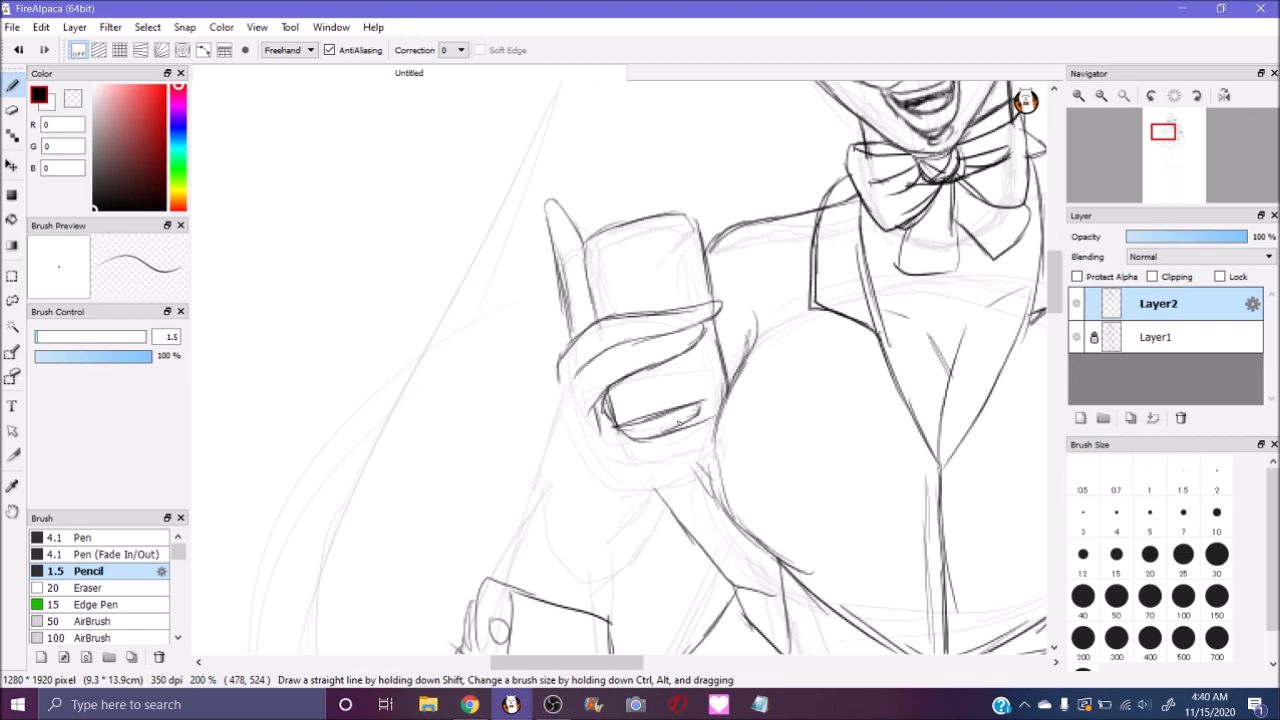 FireAlpaca (64bit)
File Edit Layer Filter Select Snap Color View Tool Window Help
off Freehand AntiAliasing Correction 0 Soft Edge
Color
Untitled
Navigator
R 0
G 0
B 0
Brush Preview
Layer
Opacity 100 %
Blending Normal
Protect Alpha Clipping Lock
Layer2
Brush Control
1.5
Layer1
100 %
Brush Size
0.5 0.7 1 1.5 2
3 4 5 7 10
12 15 20 25 30
40 50 70 100 150
200 300 400 500 700
Brush
4.1 Pen
4.1 Pen (Fade In/Out)
1.5 Pencil
20 Eraser
15 Edge Pen
50 AirBrush
100 AirBrush
1280 * 1920 pixel (9.3 * 13.9cm) 350 dpi 200 % ( 478, 524 ) Draw a straight line by holding down Shift, Change a brush size by holding down Ctrl, Alt, and dragging
Type here to search
4:40 AM
11/15/2020